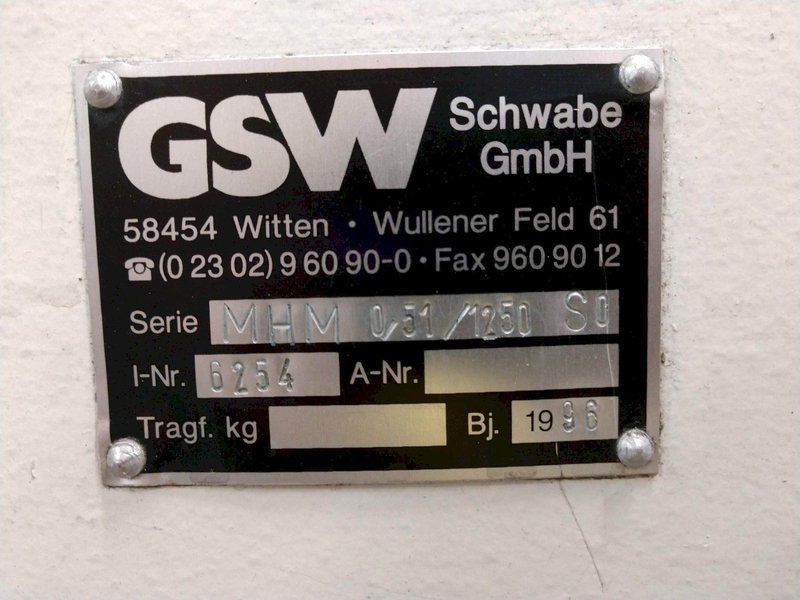 GSW Schwabe
GmbH
58454 Witten · Wullener Feld 61
☎ (0 23 02) 9 60 90-0 · Fax 960 90 12
Serie MHM 0,51/1250 S0
I-Nr. 6254 A-Nr.
Tragf. kg Bj. 1996